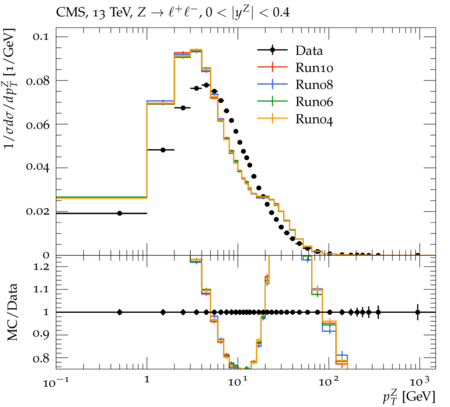 CMS, 13 TeV, Z → ℓ⁺ℓ⁻, 0 < |y^Z| < 0.4
1/σdσ/dp_T^Z [1/GeV]
0.1
0.08
0.06
0.04
0.02
0
Data
Run10
Run08
Run06
Run04
MC/Data
1.2
1.1
1
0.9
0.8
10⁻¹ 1 10¹ 10² 10³
p_T^Z [GeV]